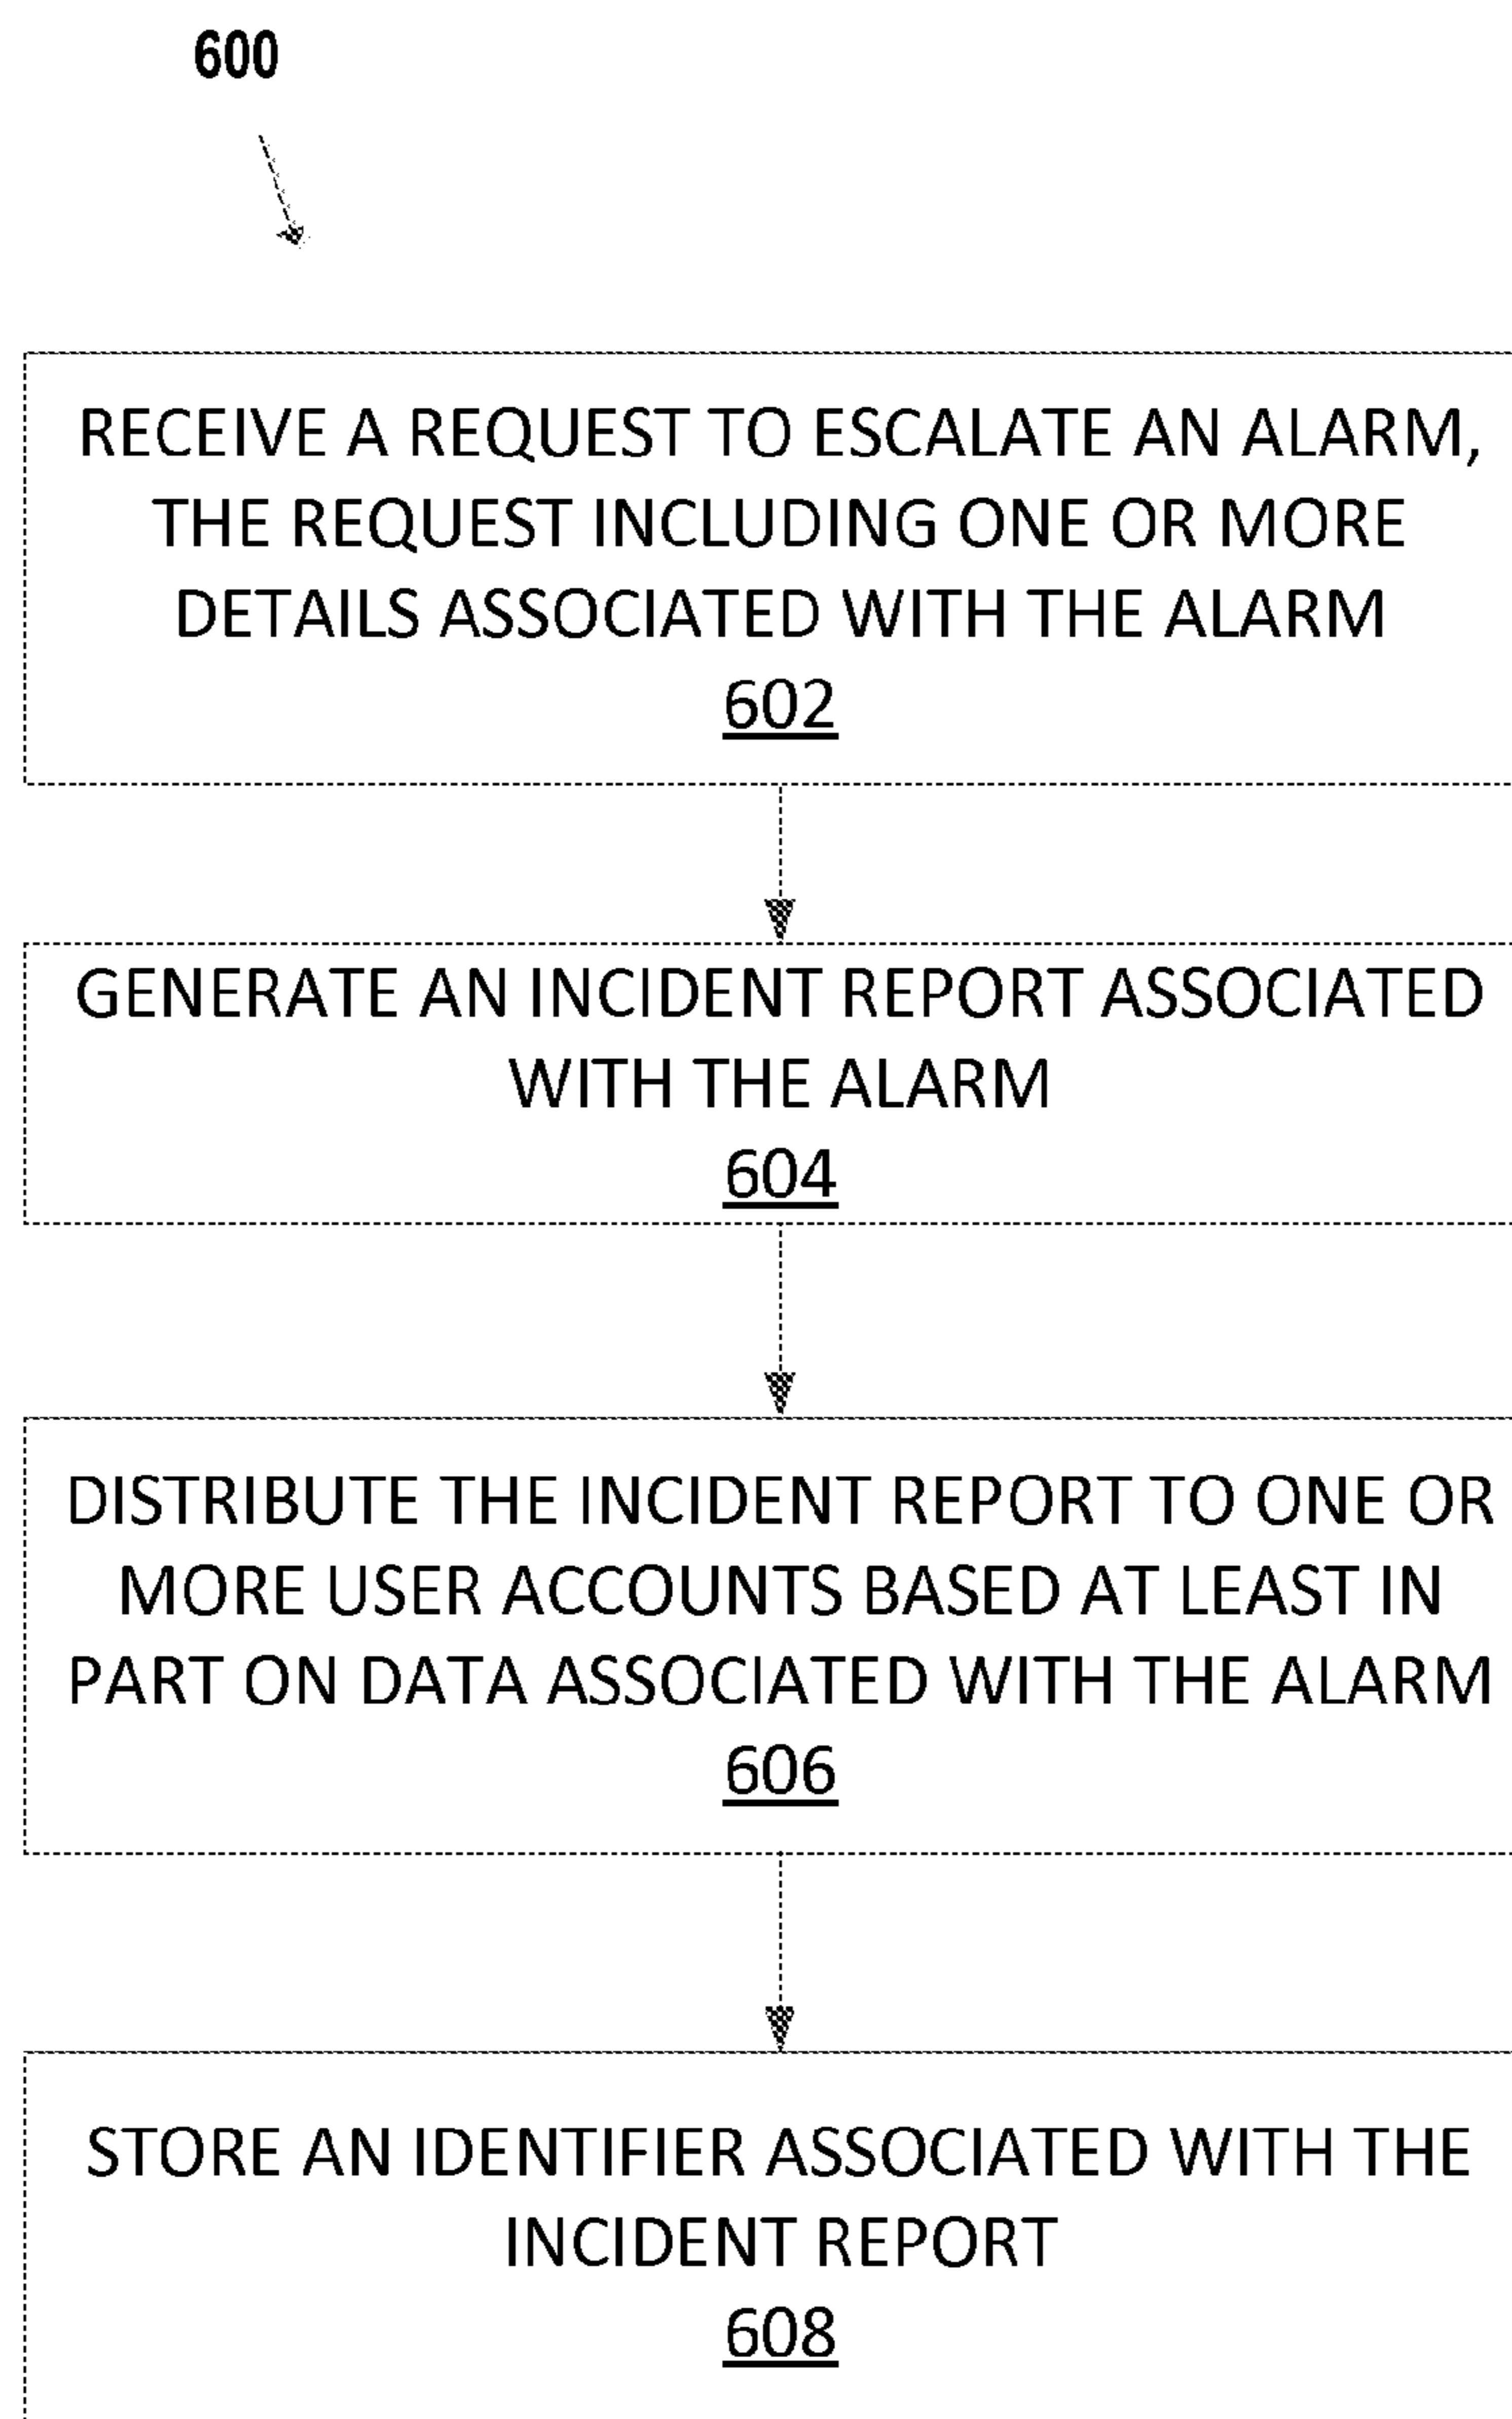 600
RECEIVE A REQUEST TO ESCALATE AN ALARM,
THE REQUEST INCLUDING ONE OR MORE
DETAILS ASSOCIATED WITH THE ALARM
602
GENERATE AN INCIDENT REPORT ASSOCIATED
WITH THE ALARM
604
DISTRIBUTE THE INCIDENT REPORT TO ONE OR
MORE USER ACCOUNTS BASED AT LEAST IN
PART ON DATA ASSOCIATED WITH THE ALARM
606
STORE AN IDENTIFIER ASSOCIATED WITH THE
INCIDENT REPORT
608